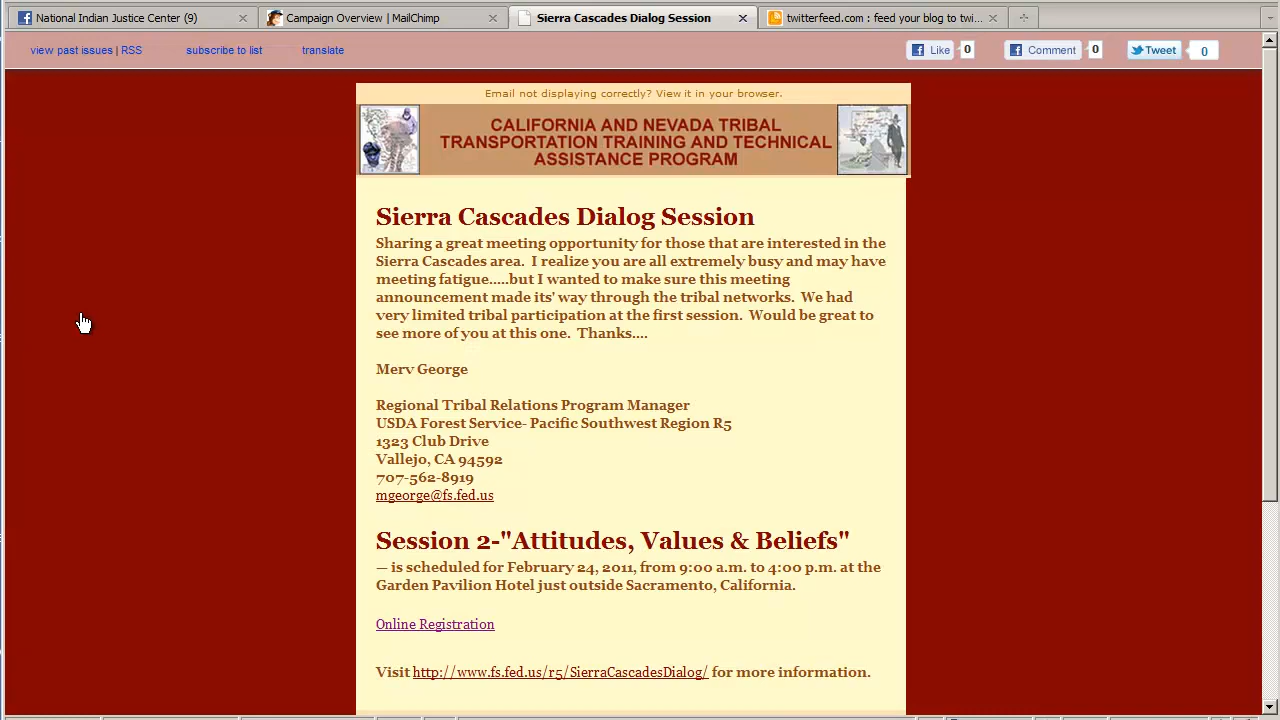 National Indian Justice Center (9)
Campaign Overview | MailChimp
Sierra Cascades Dialog Session
twitterfeed.com : feed your blog to twi...
view past issues | RSS
subscribe to list
translate
Like 0
Comment 0
Tweet 0
Email not displaying correctly? View it in your browser.
CALIFORNIA AND NEVADA TRIBAL
TRANSPORTATION TRAINING AND TECHNICAL
ASSISTANCE PROGRAM
Sierra Cascades Dialog Session
Sharing a great meeting opportunity for those that are interested in the
Sierra Cascades area.  I realize you are all extremely busy and may have
meeting fatigue.....but I wanted to make sure this meeting
announcement made its' way through the tribal networks.  We had
very limited tribal participation at the first session.  Would be great to
see more of you at this one.  Thanks....
Merv George
Regional Tribal Relations Program Manager
USDA Forest Service- Pacific Southwest Region R5
1323 Club Drive
Vallejo, CA 94592
707-562-8919
mgeorge@fs.fed.us
Session 2-"Attitudes, Values & Beliefs"
— is scheduled for February 24, 2011, from 9:00 a.m. to 4:00 p.m. at the
Garden Pavilion Hotel just outside Sacramento, California.
Online Registration
Visit http://www.fs.fed.us/r5/SierraCascadesDialog/ for more information.